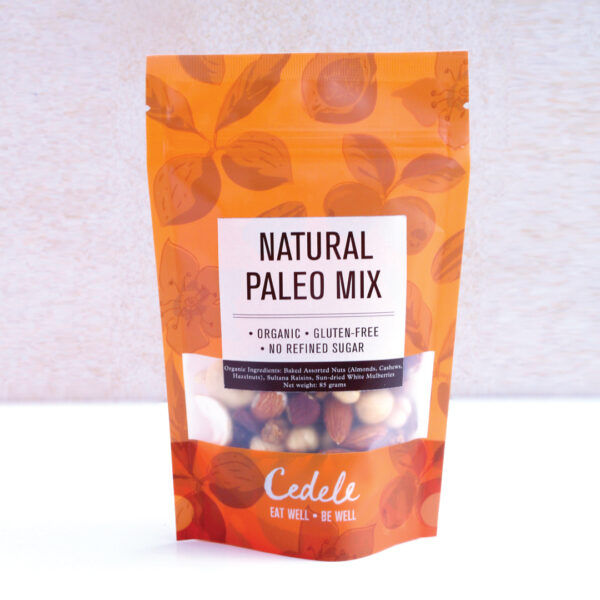 NATURAL
PALEO MIX
• ORGANIC • GLUTEN-FREE
• NO REFINED SUGAR
Organic Ingredients: Baked Assorted Nuts (Almonds, Cashews,
Hazelnuts), Sultana Raisins, Sun-dried White Mulberries
Net weight: 85 grams
Cedele
EAT WELL • BE WELL